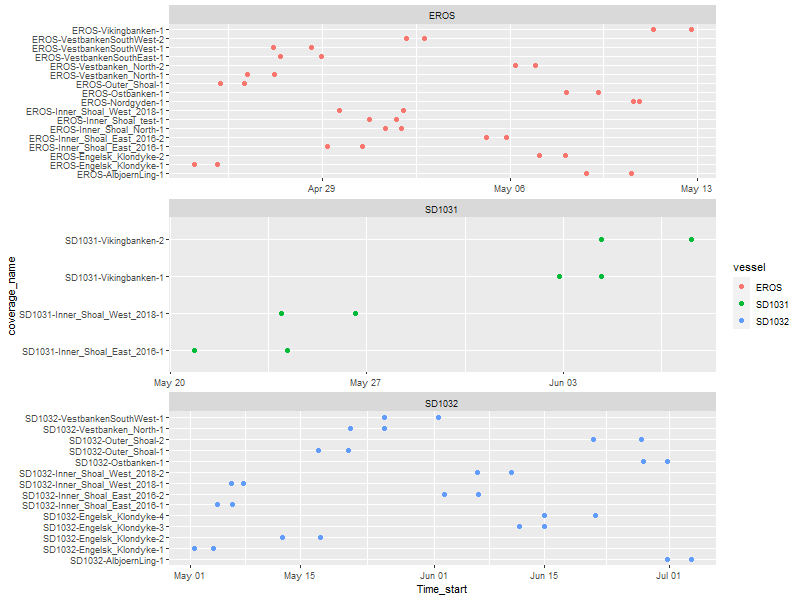 EROS
EROS-Vikingbanken-1
EROS-VestbankenSouthWest-2
EROS-VestbankenSouthWest-1
EROS-VestbankenSouthEast-1
EROS-Vestbanken_North-2
EROS-Vestbanken_North-1
EROS-Outer_Shoal-1
EROS-Ostbanken-1
EROS-Nordgyden-1
EROS-Inner_Shoal_West_2018-1
EROS-Inner_Shoal_test-1
EROS-Inner_Shoal_North-1
EROS-Inner_Shoal_East_2016-2
EROS-Inner_Shoal_East_2016-1
EROS-Engelsk_Klondyke-2
EROS-Engelsk_Klondyke-1
EROS-AlbjoernLing-1
Apr 29 May 06 May 13
SD1031
SD1031-Vikingbanken-2
SD1031-Vikingbanken-1
SD1031-Inner_Shoal_West_2018-1
SD1031-Inner_Shoal_East_2016-1
May 20 May 27 Jun 03
coverage_name
vessel
EROS
SD1031
SD1032
SD1032
SD1032-VestbankenSouthWest-1
SD1032-Vestbanken_North-1
SD1032-Outer_Shoal-2
SD1032-Outer_Shoal-1
SD1032-Ostbanken-1
SD1032-Inner_Shoal_West_2018-2
SD1032-Inner_Shoal_West_2018-1
SD1032-Inner_Shoal_East_2016-2
SD1032-Inner_Shoal_East_2016-1
SD1032-Engelsk_Klondyke-4
SD1032-Engelsk_Klondyke-3
SD1032-Engelsk_Klondyke-2
SD1032-Engelsk_Klondyke-1
SD1032-AlbjoernLing-1
May 01 May 15 Jun 01 Jun 15 Jul 01
Time_start